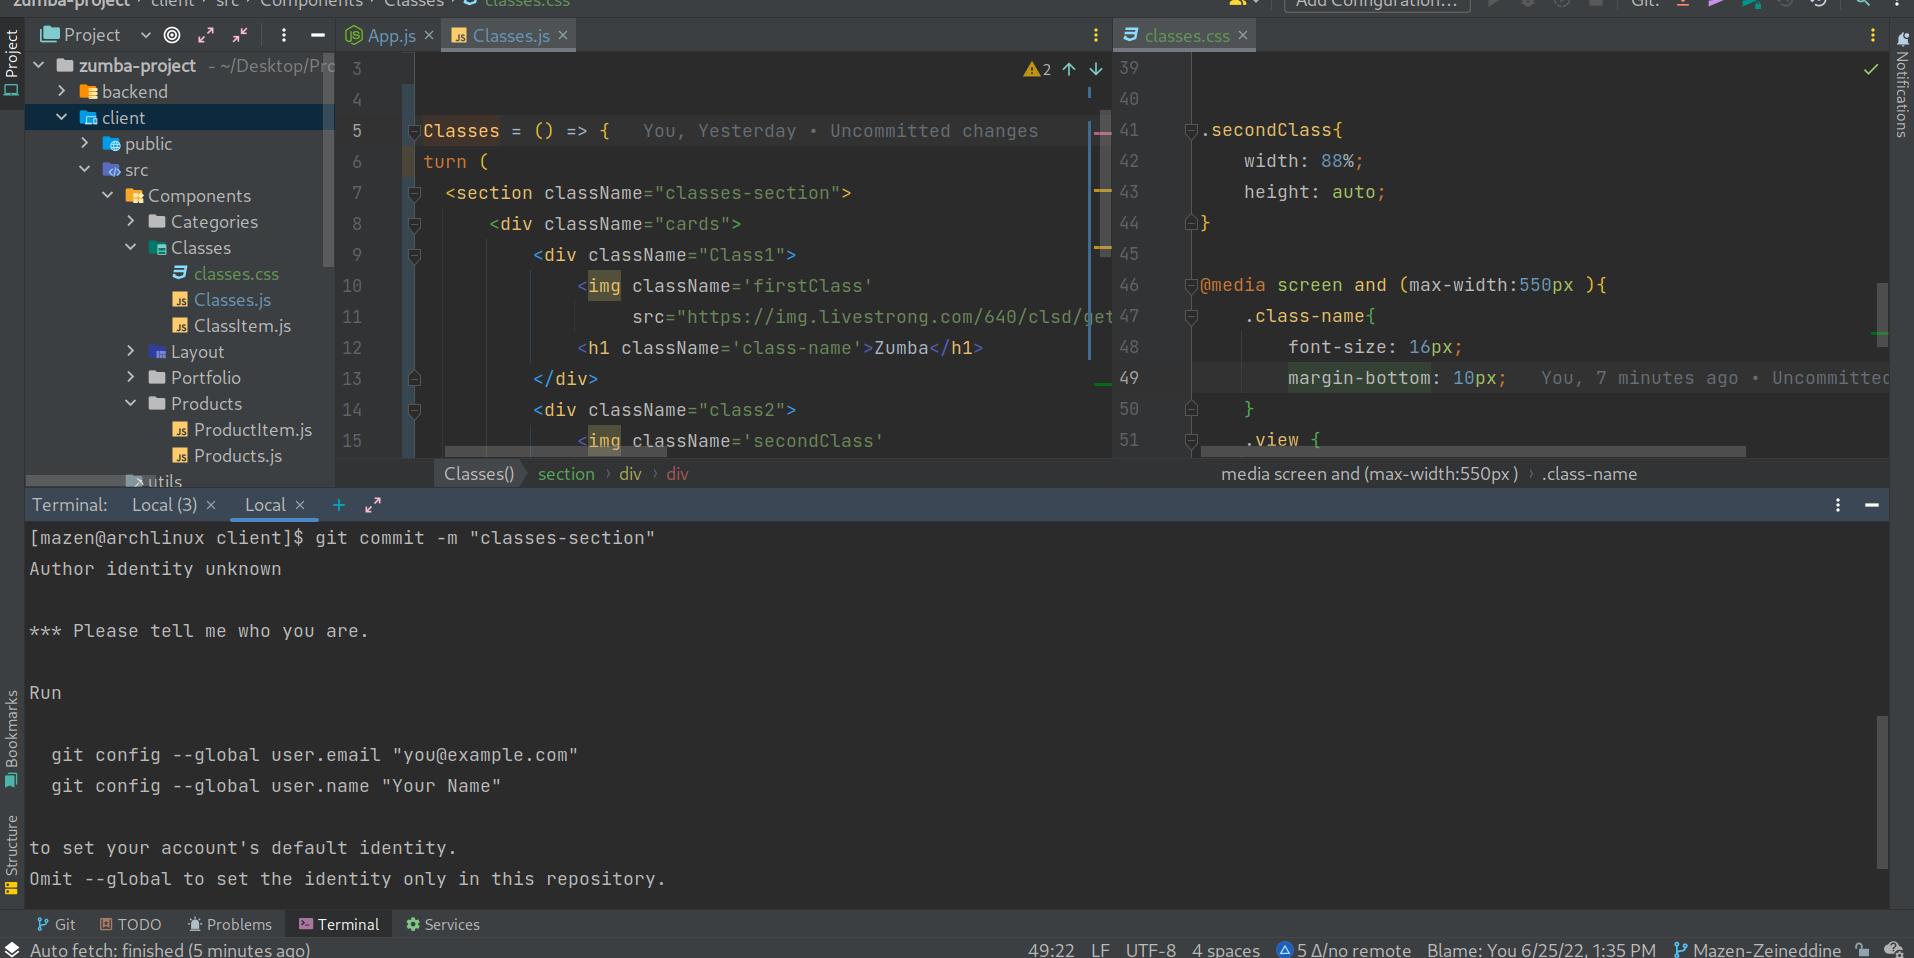 zumba-project › client › src › Components › Classes › classes.css
Add Configuration...
Git:
Project
Project
zumba-project - ~/Desktop/Pro
backend
client
public
src
Components
Categories
Classes
classes.css
Classes.js
ClassItem.js
Layout
Portfolio
Products
ProductItem.js
Products.js
utils
App.js ×
Classes.js ×
2
3
4
5 Classes = () => { You, Yesterday • Uncommitted changes
6 turn (
7 <section className="classes-section">
8 <div className="cards">
9 <div className="Class1">
10 <img className='firstClass'
11 src="https://img.livestrong.com/640/clsd/get
12 <h1 className='class-name'>Zumba</h1>
13 </div>
14 <div className="class2">
15 <img className='secondClass'
Classes() section › div › div
classes.css ×
39
40
41 .secondClass{
42 width: 88%;
43 height: auto;
44 }
45
46 @media screen and (max-width:550px ){
47 .class-name{
48 font-size: 16px;
49 margin-bottom: 10px; You, 7 minutes ago • Uncommitted
50 }
51 .view {
media screen and (max-width:550px ) › .class-name
Notifications
Terminal: Local (3) × Local × +
[mazen@archlinux client]$ git commit -m "classes-section"
Author identity unknown
*** Please tell me who you are.
Run
git config --global user.email "you@example.com"
git config --global user.name "Your Name"
to set your account's default identity.
Omit --global to set the identity only in this repository.
Bookmarks
Structure
Git TODO Problems Terminal Services
Auto fetch: finished (5 minutes ago)
49:22 LF UTF-8 4 spaces 5 Δ/no remote Blame: You 6/25/22, 1:35 PM Mazen-Zeineddine